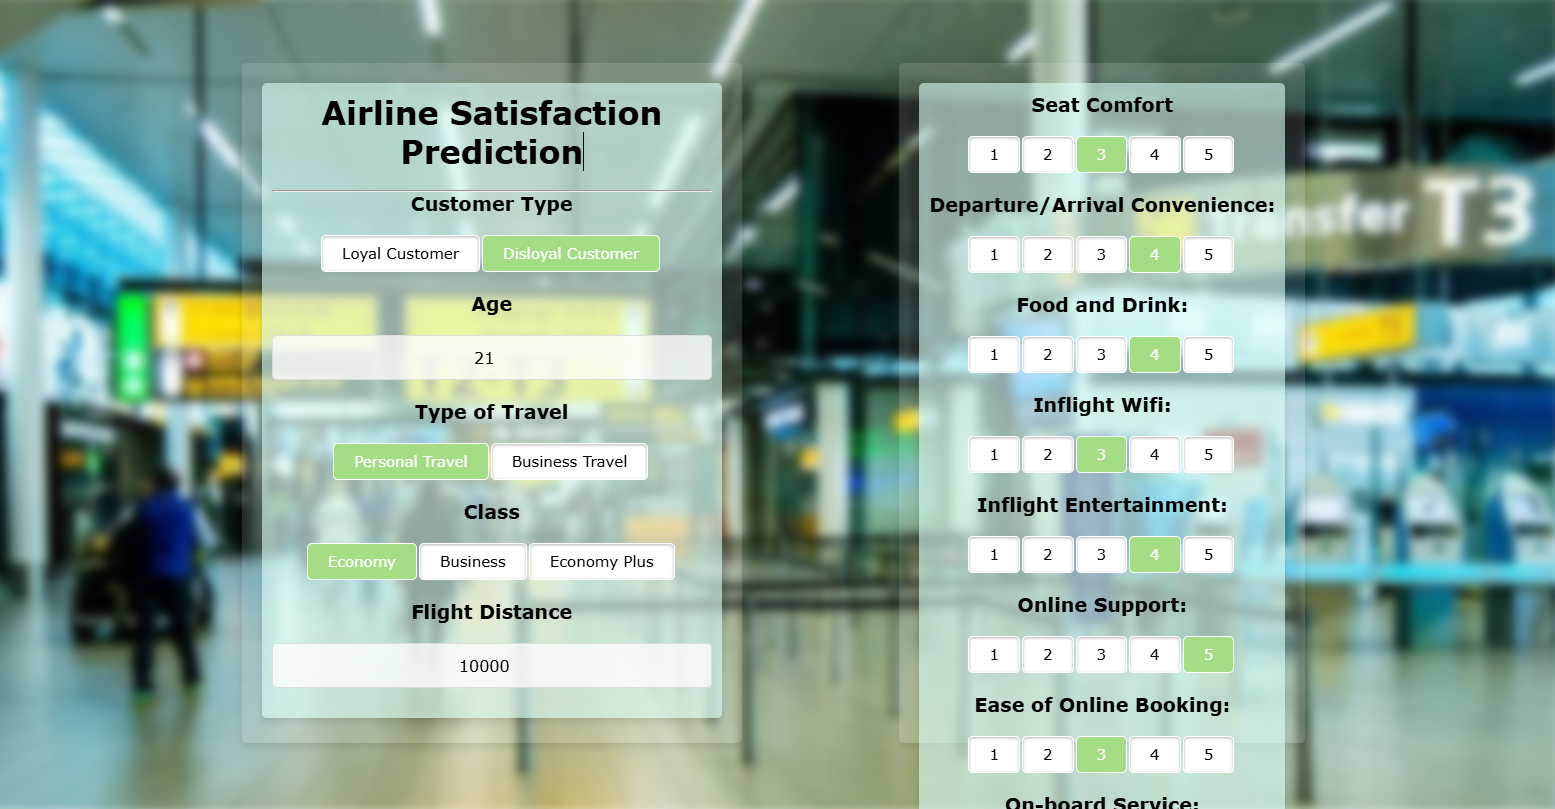 Airline Satisfaction
Prediction
Customer Type
Loyal Customer Disloyal Customer
Age
21
Type of Travel
Personal Travel Business Travel
Class
Economy Business Economy Plus
Flight Distance
10000
Seat Comfort
1 2 3 4 5
Departure/Arrival Convenience:
1 2 3 4 5
Food and Drink:
1 2 3 4 5
Inflight Wifi:
1 2 3 4 5
Inflight Entertainment:
1 2 3 4 5
Online Support:
1 2 3 4 5
Ease of Online Booking:
1 2 3 4 5
On-board Service:
Transfer T3